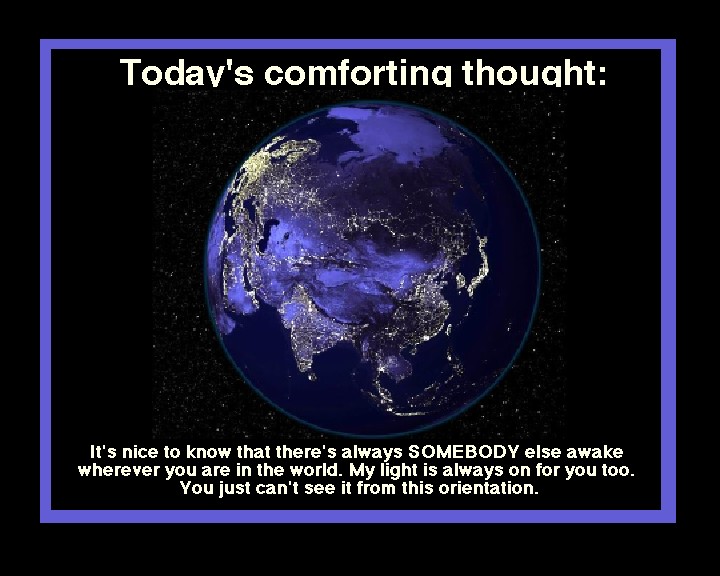 Today's comforting thought:
It's nice to know that there's always SOMEBODY else awake
wherever you are in the world. My light is always on for you too.
You just can't see it from this orientation.